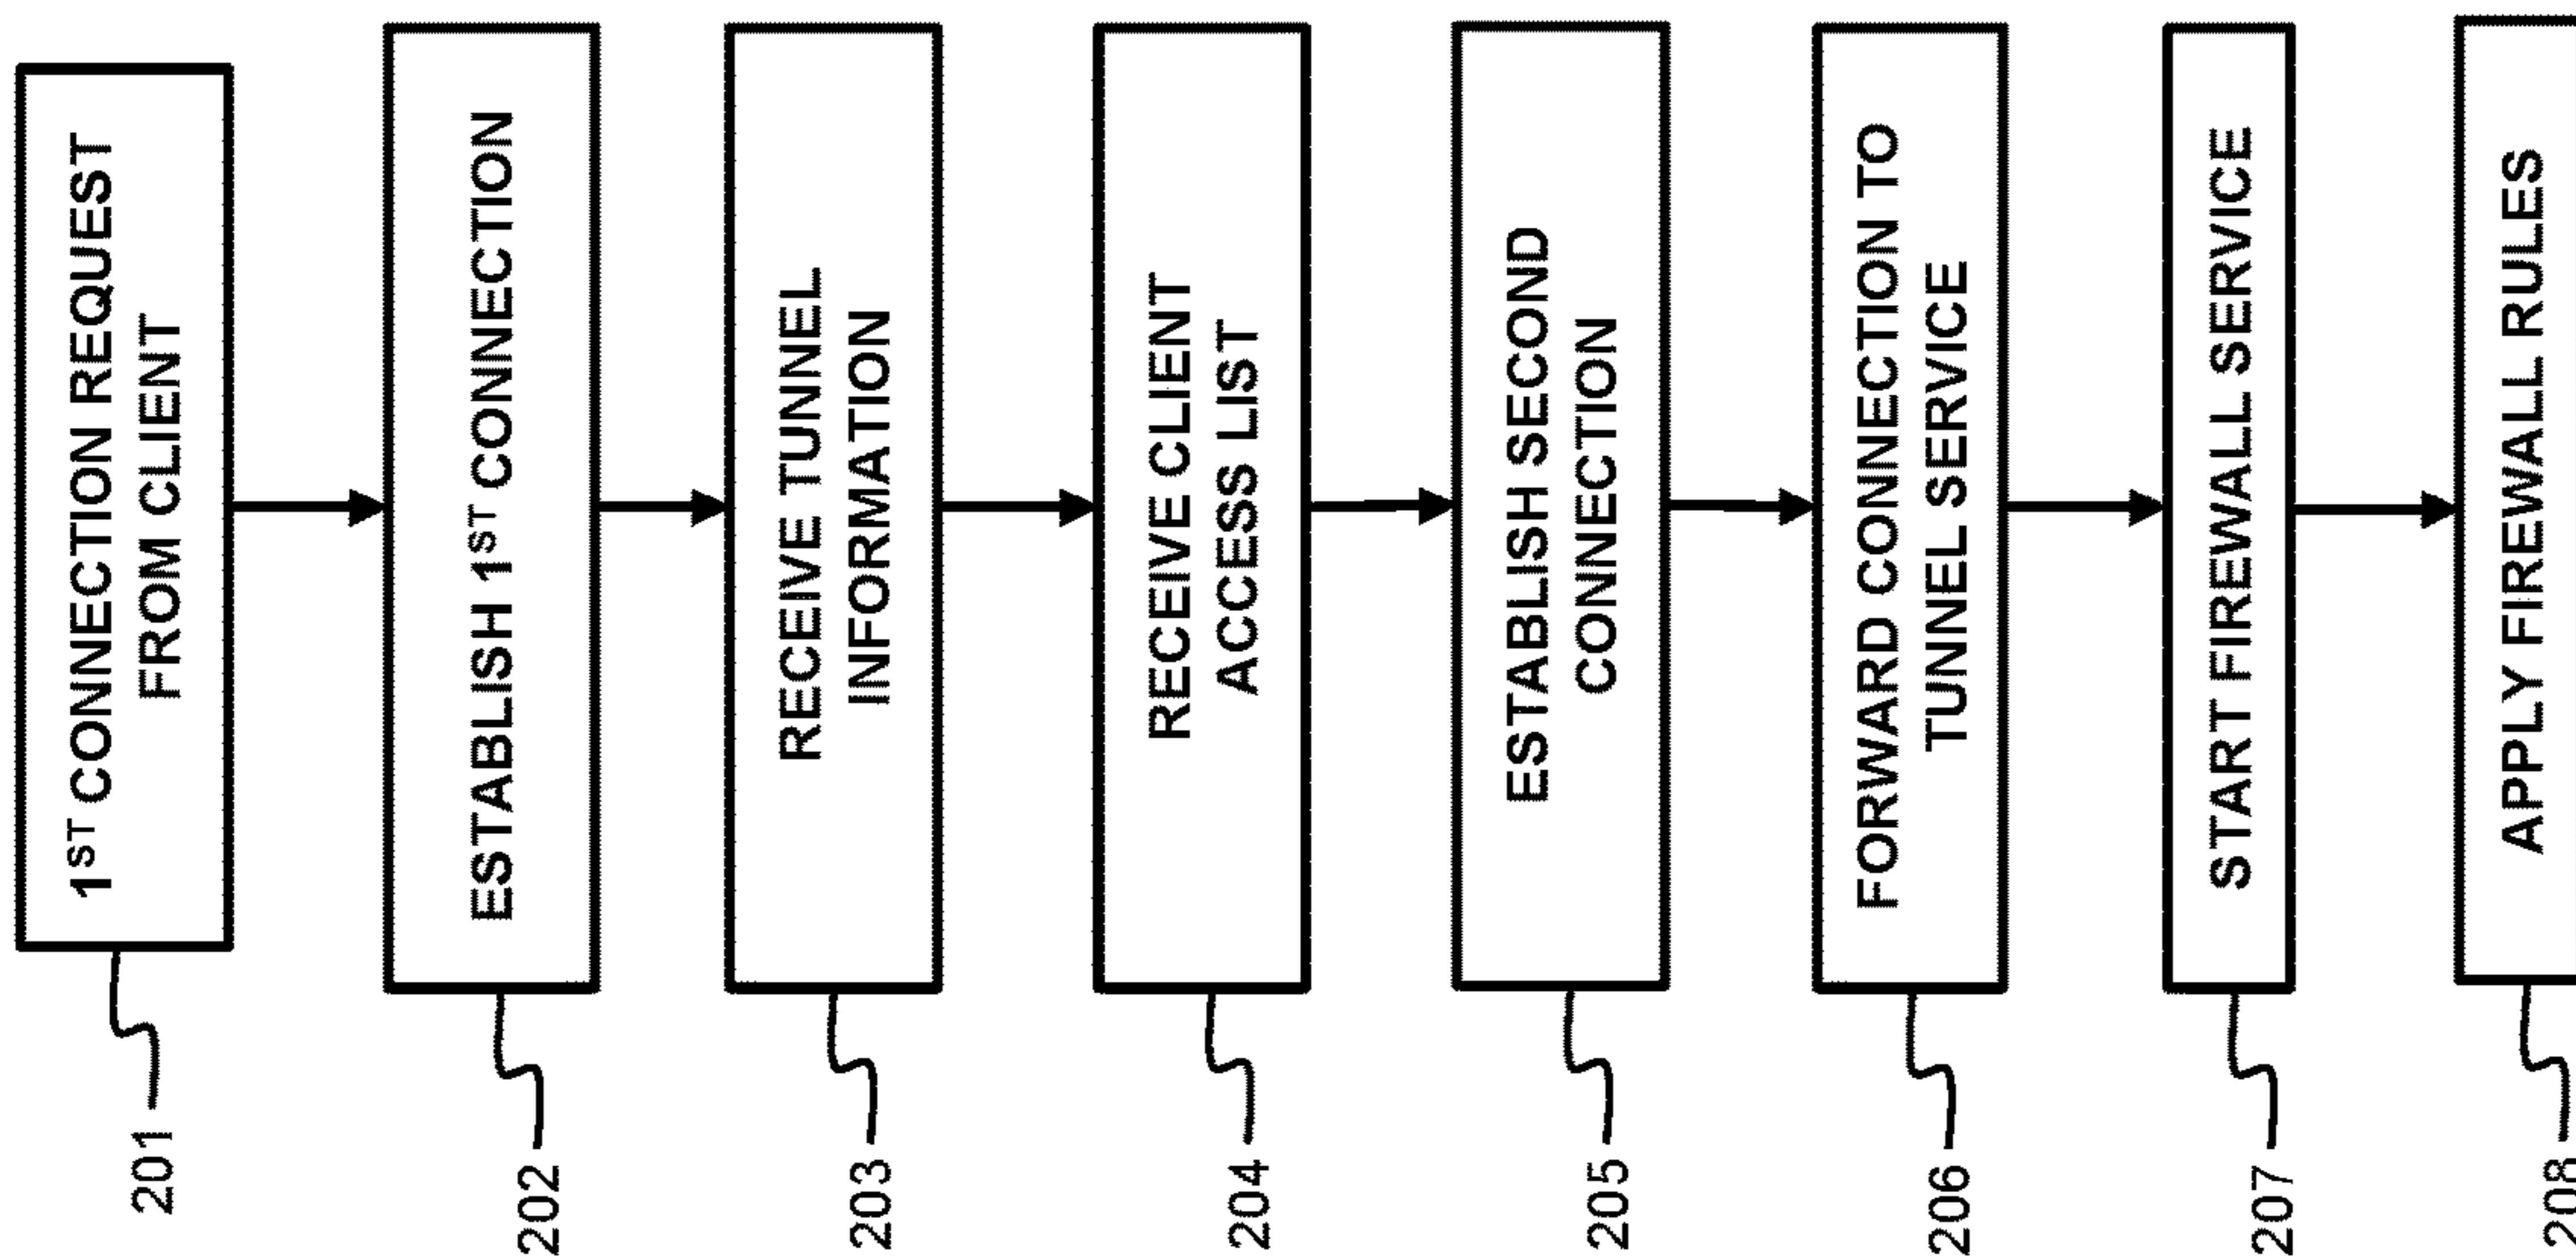 1ST CONNECTION REQUEST
FROM CLIENT
201
ESTABLISH 1ST CONNECTION
202
RECEIVE TUNNEL
INFORMATION
203
RECEIVE CLIENT
ACCESS LIST
204
ESTABLISH SECOND
CONNECTION
205
FORWARD CONNECTION TO
TUNNEL SERVICE
206
START FIREWALL SERVICE
207
APPLY FIREWALL RULES
208